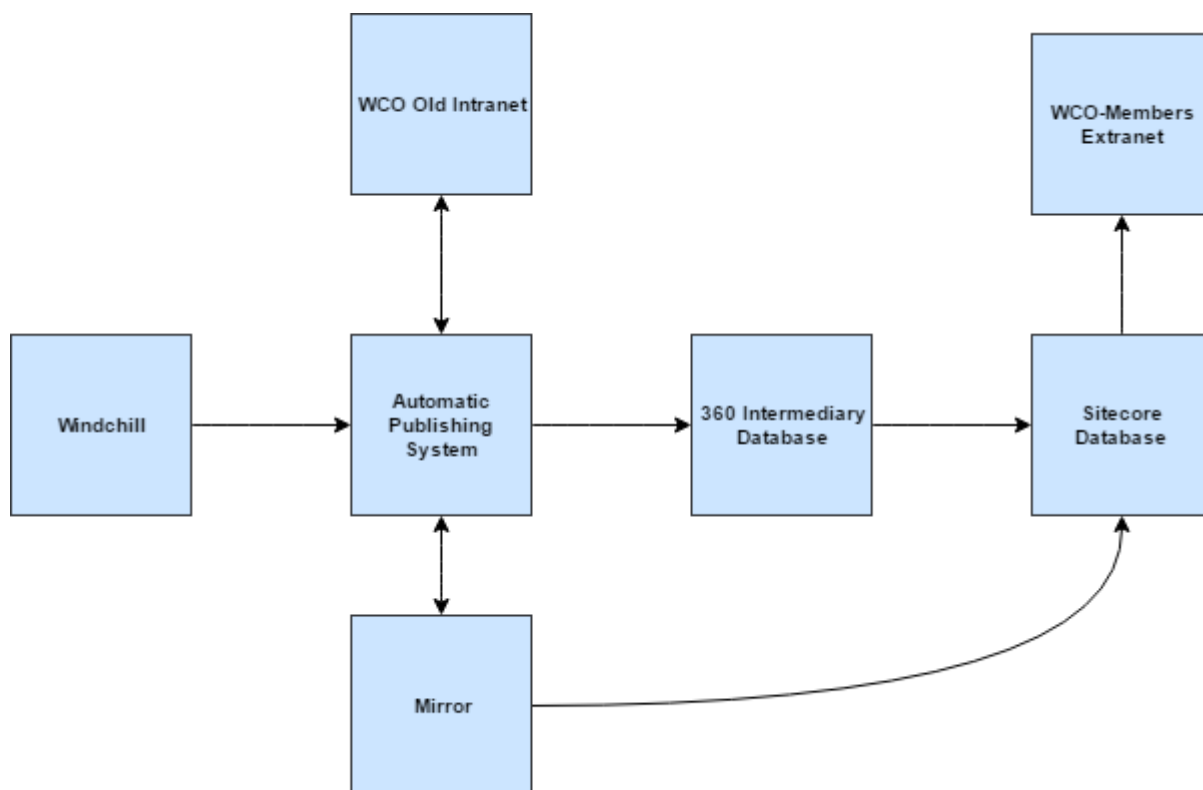 WCO Old Intranet
WCO-Members
Extranet
Windchill
Automatic
Publishing
System
360 Intermediary
Database
Sitecore
Database
Mirror